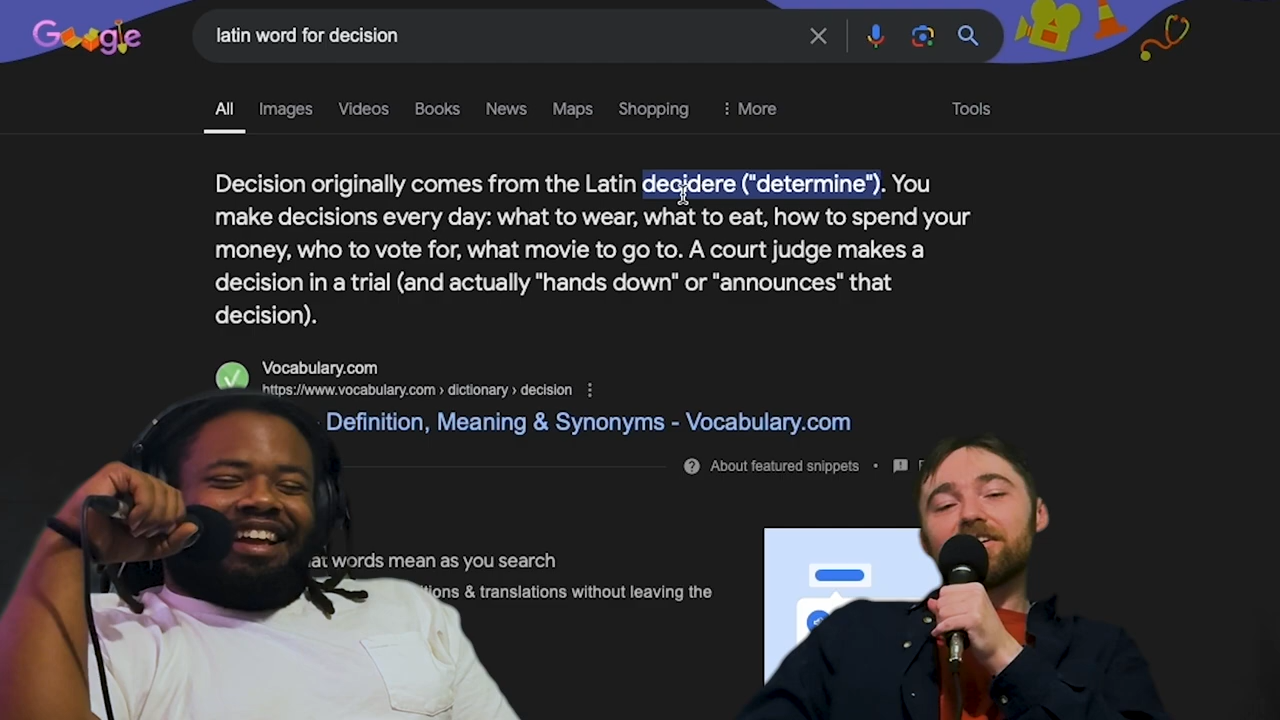 Google
latin word for decision
All Images Videos Books News Maps Shopping More Tools
Decision originally comes from the Latin decidere ("determine"). You
make decisions every day: what to wear, what to eat, how to spend your
money, who to vote for, what movie to go to. A court judge makes a
decision in a trial (and actually "hands down" or "announces" that
decision).
Vocabulary.com
https://www.vocabulary.com › dictionary › decision
Definition, Meaning & Synonyms - Vocabulary.com
About featured snippets •
words mean as you search
& translations without leaving the